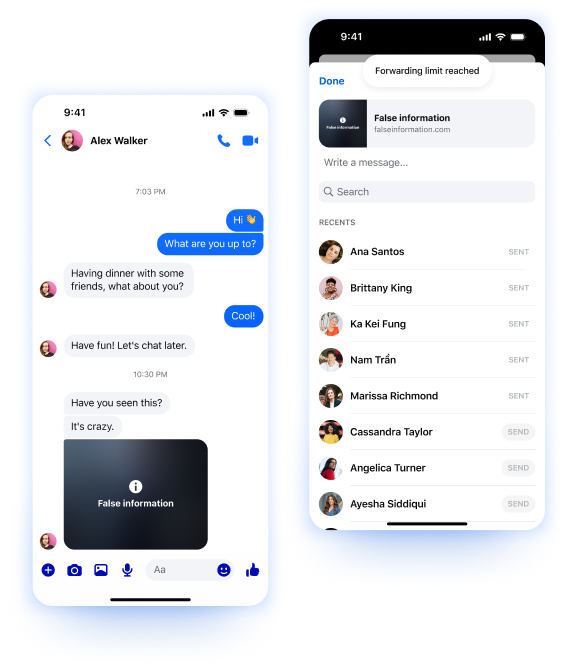 9:41
Alex Walker
7:03 PM
Hi 👋
What are you up to?
Having dinner with some
friends, what about you?
Cool!
Have fun! Let's chat later.
10:30 PM
Have you seen this?
It's crazy.
False information
Aa
9:41
Forwarding limit reached
Done
False information
False information
falseinformation.com
Write a message...
Search
RECENTS
Ana Santos SENT
Brittany King SENT
Ka Kei Fung SENT
Nam Trần SENT
Marissa Richmond SENT
Cassandra Taylor SEND
Angelica Turner SEND
Ayesha Siddiqui SEND